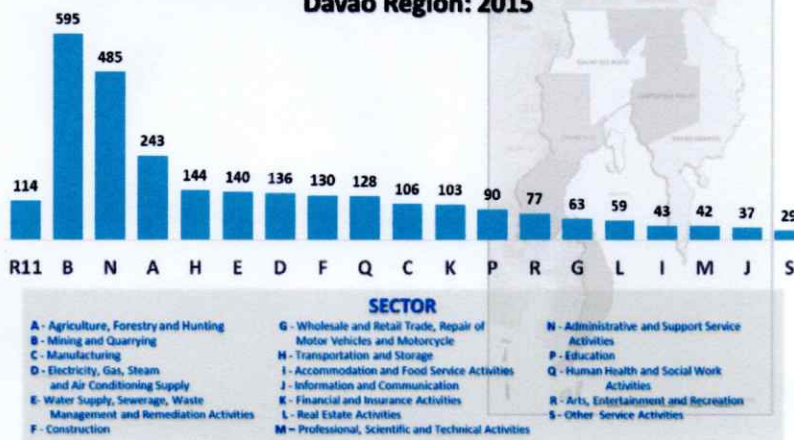 Davao Region: 2015
595
485
243
144
140
136
130
128
114
106
103
90
77
63
59
43
42
37
29
R11 B N A H E D F Q C K P R G L I M J S
SECTOR
A - Agriculture, Forestry and Hunting
B - Mining and Quarrying
C - Manufacturing
D - Electricity, Gas, Steam
and Air Conditioning Supply
E- Water Supply, Sewerage, Waste
Management and Remediation Activities
F - Construction
G - Wholesale and Retail Trade, Repair of
Motor Vehicles and Motorcycle
H - Transportation and Storage
I - Accommodation and Food Service Activities
J - Information and Communication
K - Financial and Insurance Activities
L - Real Estate Activities
M – Professional, Scientific and Technical Activities
N - Administrative and Support Service
Activities
P - Education
Q - Human Health and Social Work
Activities
R - Arts, Entertainment and Recreation
S - Other Service Activities